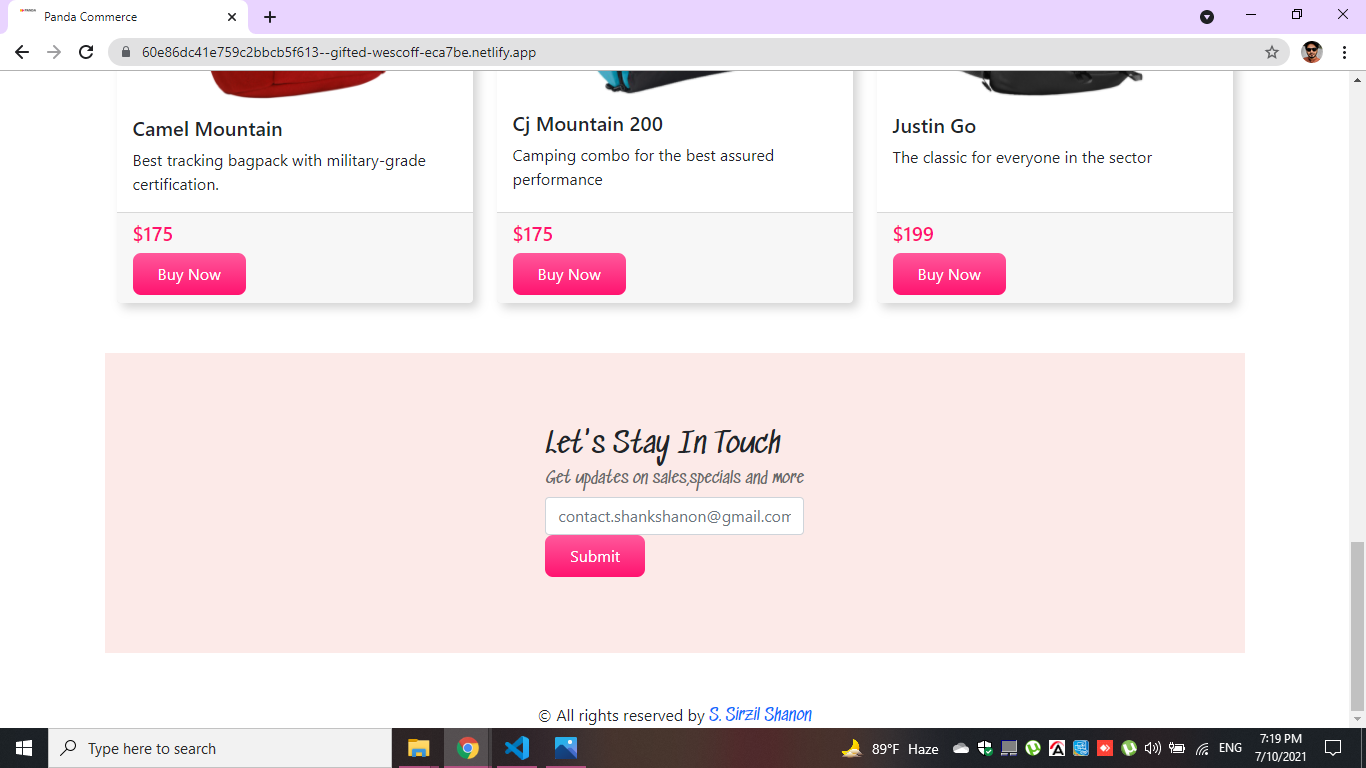 Panda Commerce
60e86dc41e759c2bbcb5f613--gifted-wescoff-eca7be.netlify.app
Camel Mountain
Best tracking bagpack with military-grade
certification.
$175
Buy Now
Cj Mountain 200
Camping combo for the best assured
performance
$175
Buy Now
Justin Go
The classic for everyone in the sector
$199
Buy Now
Let's Stay In Touch
Get updates on sales,specials and more
contact.shankshanon@gmail.com
Submit
© All rights reserved by S. Sirzil Shanon
Type here to search
89°F Haze
ENG
7:19 PM
7/10/2021